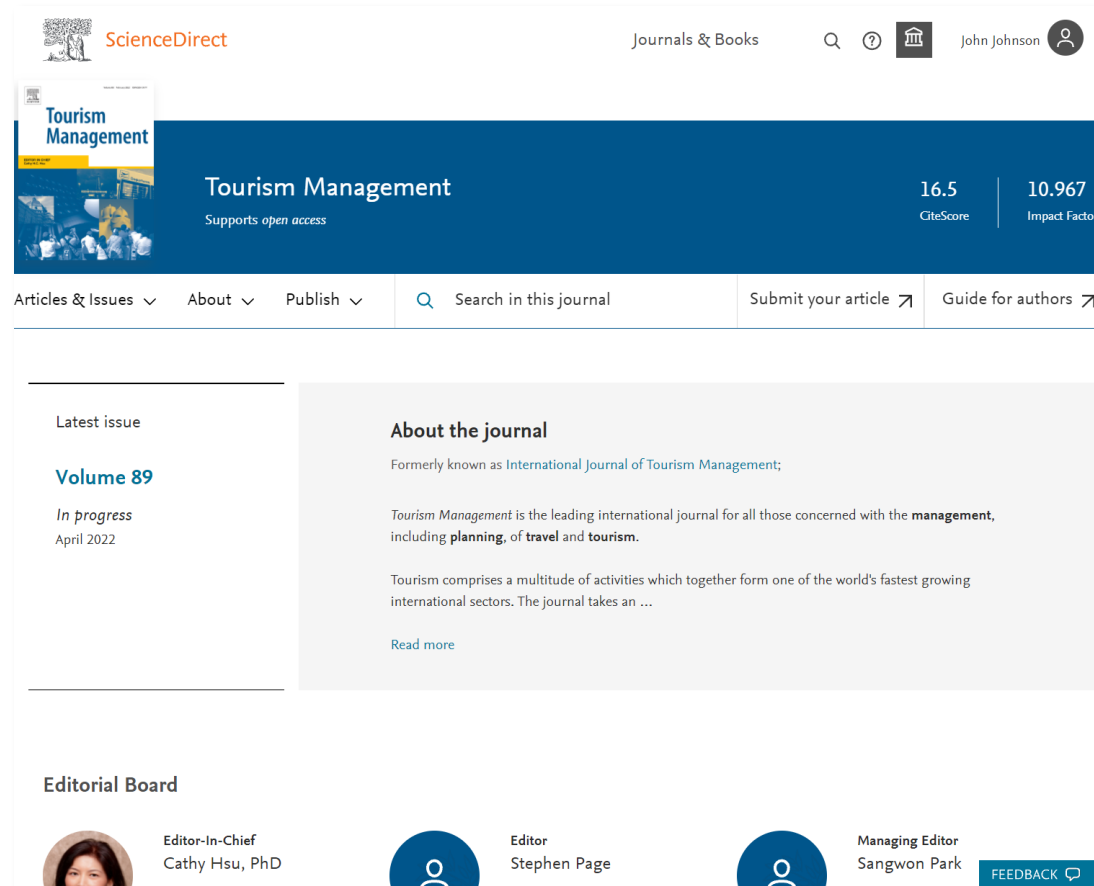 ScienceDirect
Journals & Books
John Johnson
Tourism
Management
Tourism Management
Supports open access
16.5
CiteScore
10.967
Impact Facto
Articles & Issues
About
Publish
Search in this journal
Submit your article
Guide for authors
Latest issue
Volume 89
In progress
April 2022
About the journal
Formerly known as International Journal of Tourism Management;
Tourism Management is the leading international journal for all those concerned with the management,
including planning, of travel and tourism.
Tourism comprises a multitude of activities which together form one of the world's fastest growing
international sectors. The journal takes an ...
Read more
Editorial Board
Editor-In-Chief
Cathy Hsu, PhD
Editor
Stephen Page
Managing Editor
Sangwon Park
FEEDBACK